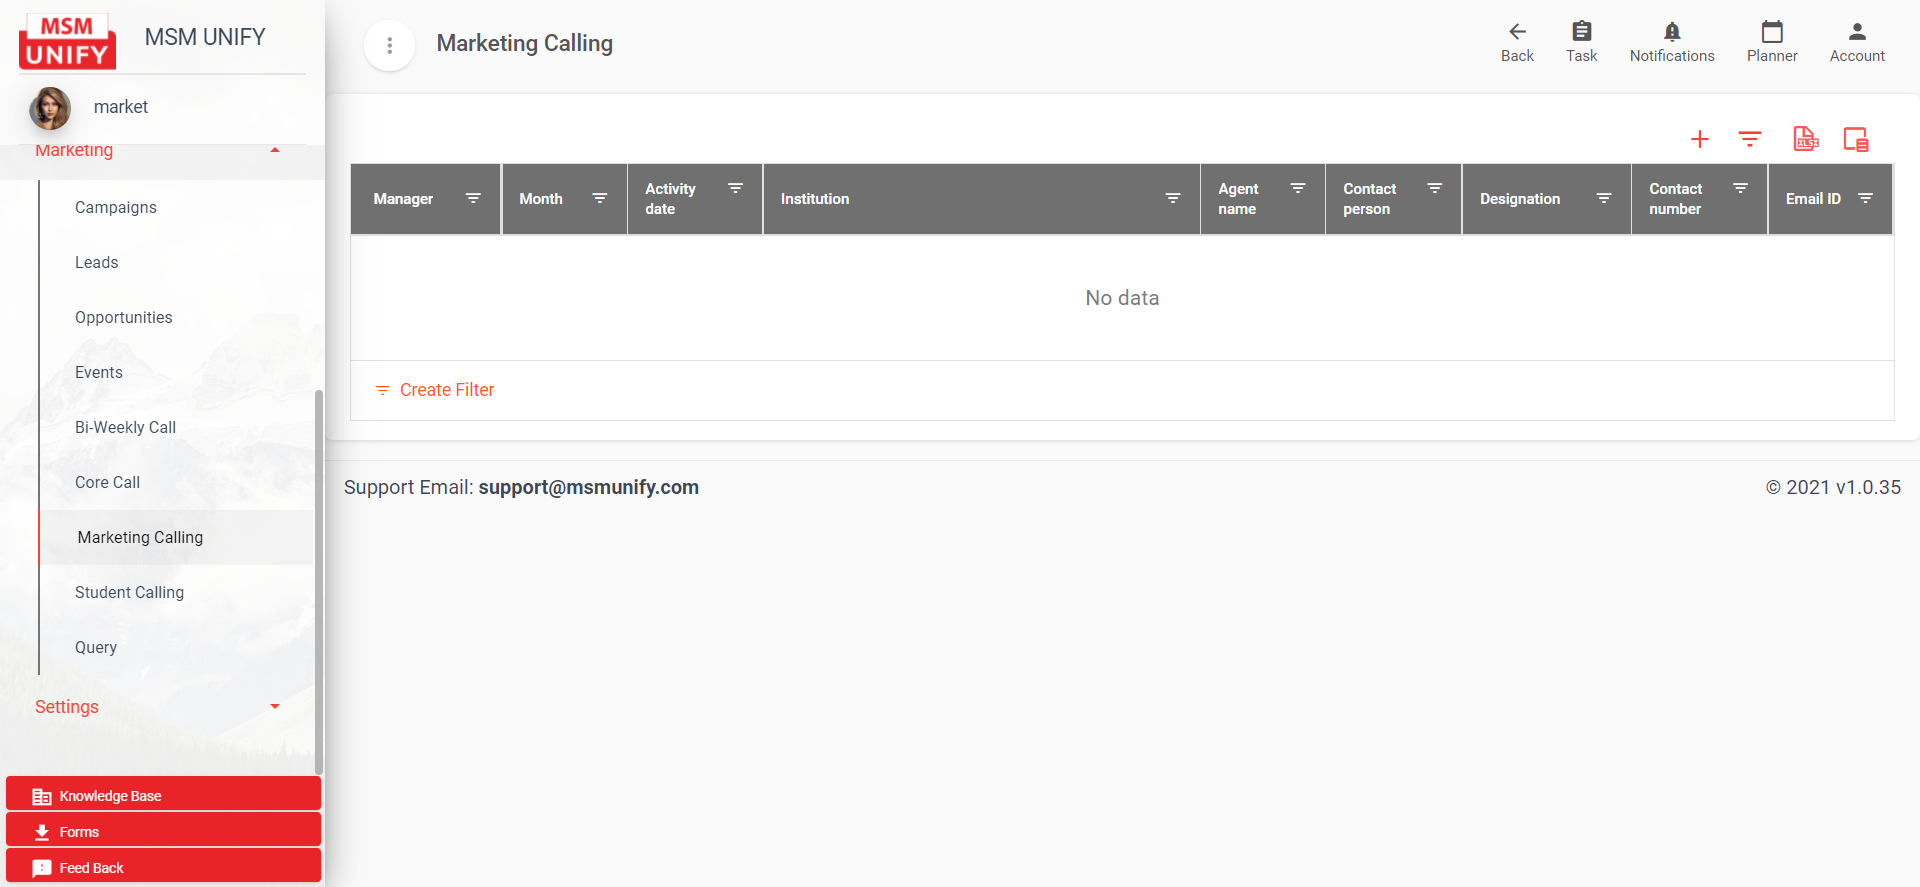 MSM
UNIFY
MSM UNIFY
market
Marketing
Campaigns
Leads
Opportunities
Events
Bi-Weekly Call
Core Call
Marketing Calling
Student Calling
Query
Settings
Knowledge Base
Forms
Feed Back
Marketing Calling
Back
Task
Notifications
Planner
Account
XLSX
Manager
Month
Activity
date
Institution
Agent
name
Contact
person
Designation
Contact
number
Email ID
No data
Create Filter
Support Email: support@msmunify.com
© 2021 v1.0.35